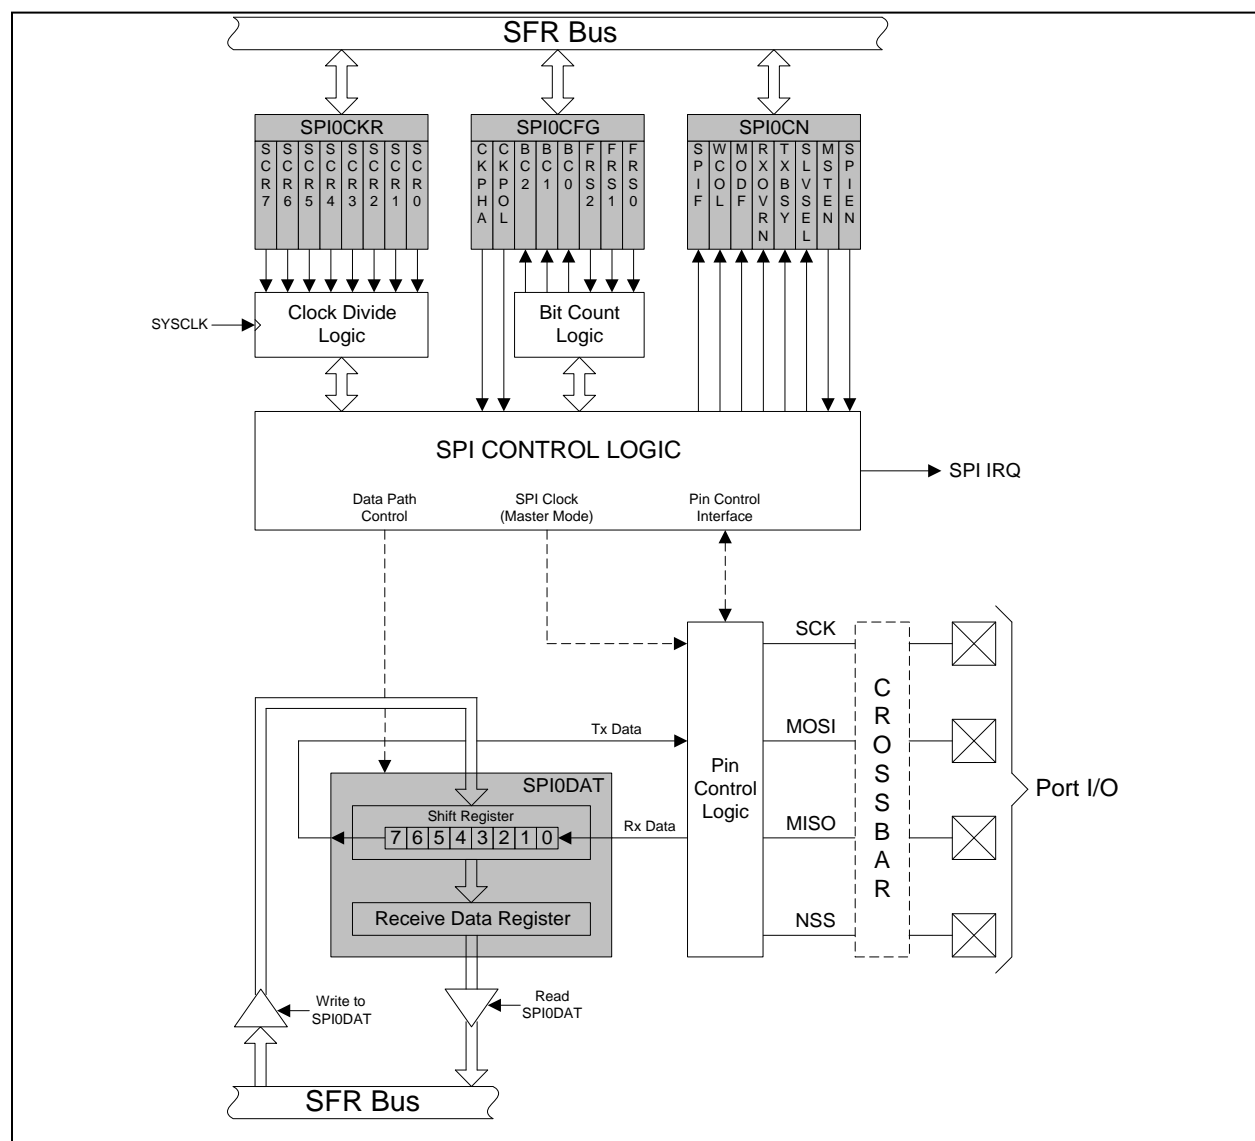 SFR Bus
SPI0CKR
SPI0CFG
SPI0CN
SCR7
SCR6
SCR5
SCR4
SCR3
SCR2
SCR1
SCR0
CKPHA
CKPOL
BC2
BC1
BC0
FRS2
FRS1
FRS0
SPIF
WCOL
MODF
RXOVRN
TXBSY
SLVSEL
MSTEN
SPIEN
SYSCLK
Clock Divide
Logic
Bit Count
Logic
SPI CONTROL LOGIC
SPI IRQ
Data Path
Control
SPI Clock
(Master Mode)
Pin Control
Interface
SCK
MOSI
MISO
NSS
CROSSBAR
Port I/O
Tx Data
Pin
Control
Logic
SPI0DAT
Shift Register
7 6 5 4 3 2 1 0
Rx Data
Receive Data Register
Write to
SPI0DAT
Read
SPI0DAT
SFR Bus